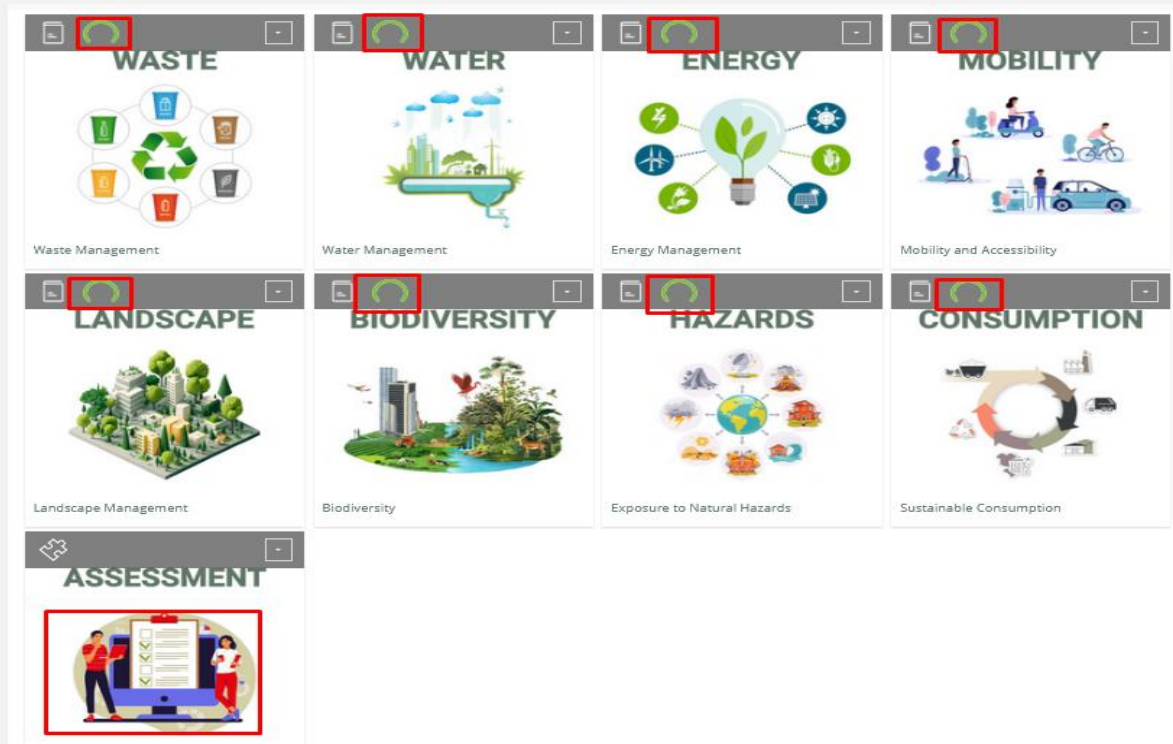 WASTE
WATER
ENERGY
MOBILITY
Waste Management
Water Management
Energy Management
Mobility and Accessibility
LANDSCAPE
BIODIVERSITY
HAZARDS
CONSUMPTION
Landscape Management
Biodiversity
Exposure to Natural Hazards
Sustainable Consumption
ASSESSMENT